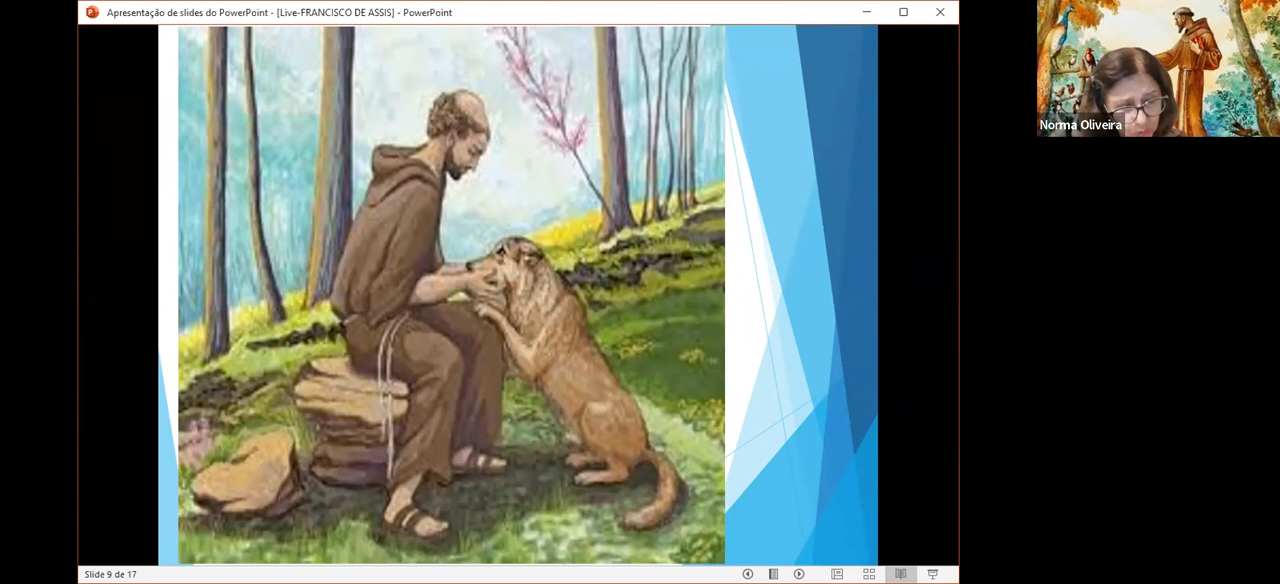 Apresentação de slides do PowerPoint - [Live-FRANCISCO DE ASSIS] - PowerPoint
Norma Oliveira
Slide 9 de 17